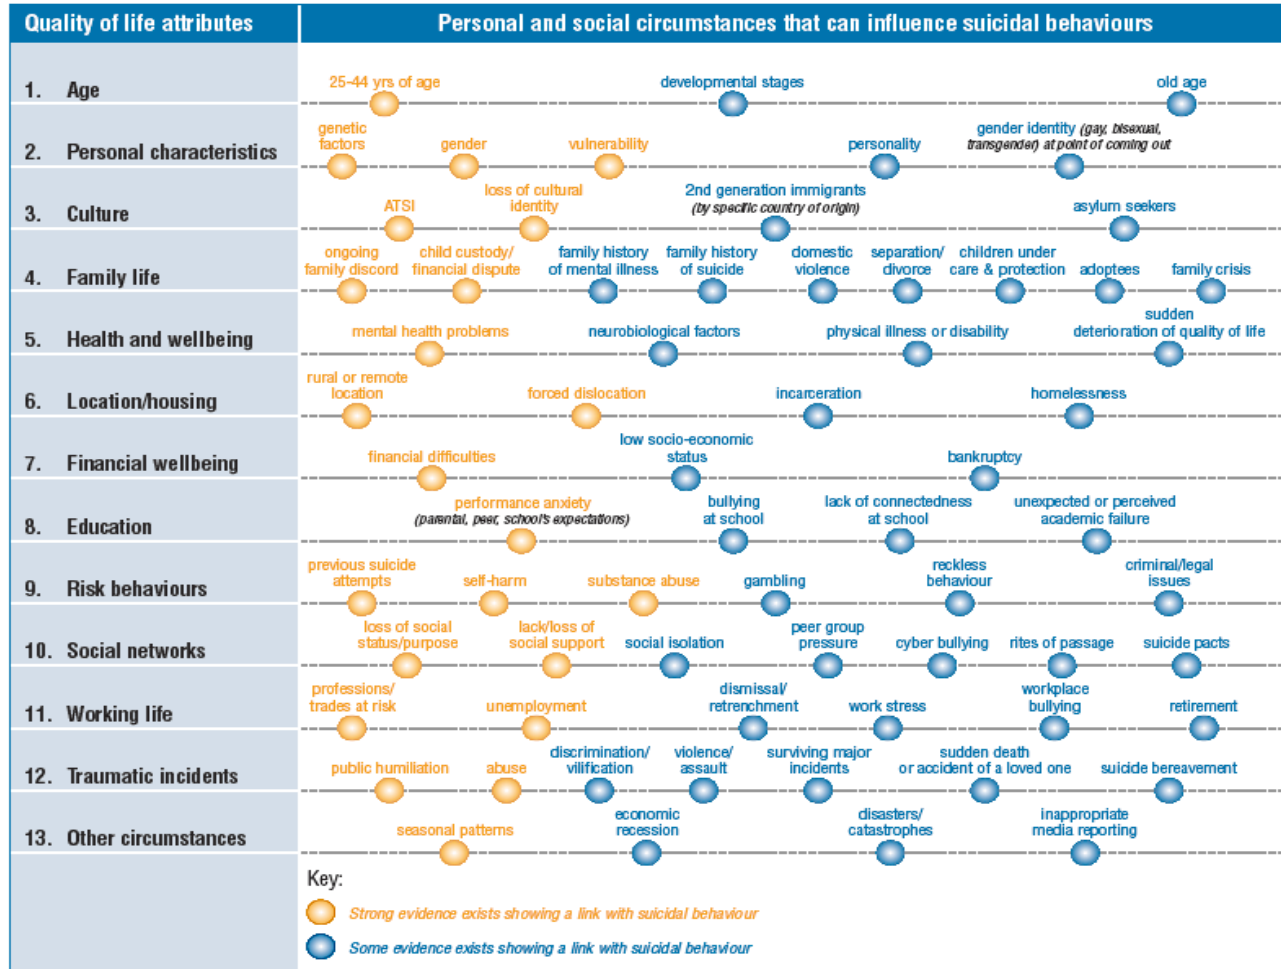 Quality of life attributes
Personal and social circumstances that can influence suicidal behaviours
1. Age
25-44 yrs of age
developmental stages
old age
2. Personal characteristics
genetic
factors
gender
vulnerability
personality
gender identity (gay, bisexual,
transgender) at point of coming out
3. Culture
ATSI
loss of cultural
identity
2nd generation immigrants
(by specific country of origin)
asylum seekers
4. Family life
ongoing
family discord
child custody/
financial dispute
family history
of mental illness
family history
of suicide
domestic
violence
separation/
divorce
children under
care & protection
adoptees
family crisis
5. Health and wellbeing
mental health problems
neurobiological factors
physical illness or disability
sudden
deterioration of quality of life
6. Location/housing
rural or remote
location
forced dislocation
incarceration
homelessness
7. Financial wellbeing
financial difficulties
low socio-economic
status
bankruptcy
8. Education
performance anxiety
(parental, peer, school's expectations)
bullying
at school
lack of connectedness
at school
unexpected or perceived
academic failure
9. Risk behaviours
previous suicide
attempts
self-harm
substance abuse
gambling
reckless
behaviour
criminal/legal
issues
10. Social networks
loss of social
status/purpose
lack/loss of
social support
social isolation
peer group
pressure
cyber bullying
rites of passage
suicide pacts
11. Working life
professions/
trades at risk
unemployment
dismissal/
retrenchment
work stress
workplace
bullying
retirement
12. Traumatic incidents
public humiliation
abuse
discrimination/
vilification
violence/
assault
surviving major
incidents
sudden death
or accident of a loved one
suicide bereavement
13. Other circumstances
seasonal patterns
economic
recession
disasters/
catastrophes
inappropriate
media reporting
Key:
Strong evidence exists showing a link with suicidal behaviour
Some evidence exists showing a link with suicidal behaviour